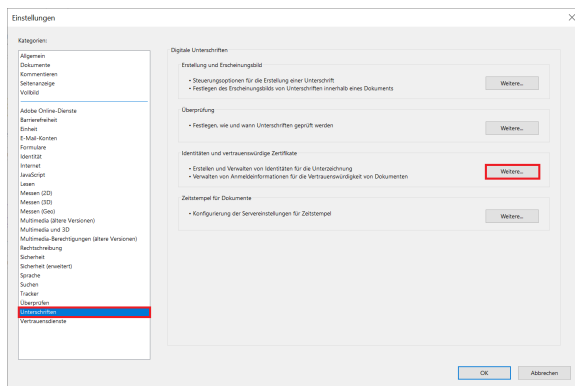 Einstellungen
Kategorien:
Allgemein
Dokumente
Kommentieren
Seitenanzeige
Vollbild
Adobe Online-Dienste
Barrierefreiheit
Einheit
E-Mail-Konten
Formulare
Identität
Internet
JavaScript
Lesen
Messen (2D)
Messen (3D)
Messen (Geo)
Multimedia (ältere Versionen)
Multimedia und 3D
Multimedia-Berechtigungen (ältere Versionen)
Rechtschreibung
Sicherheit
Sicherheit (erweitert)
Sprache
Suchen
Tracker
Überprüfen
Unterschriften
Vertrauensdienste
Digitale Unterschriften
Erstellung und Erscheinungsbild
• Steuerungsoptionen für die Erstellung einer Unterschrift
• Festlegen des Erscheinungsbilds von Unterschriften innerhalb eines Dokuments
Weitere...
Überprüfung
• Festlegen, wie und wann Unterschriften geprüft werden
Weitere...
Identitäten und vertrauenswürdige Zertifikate
• Erstellen und Verwalten von Identitäten für die Unterzeichnung
• Verwalten von Anmeldeinformationen für die Vertrauenswürdigkeit von Dokumenten
Weitere...
Zeitstempel für Dokumente
• Konfigurierung der Servereinstellungen für Zeitstempel
Weitere...
OK
Abbrechen